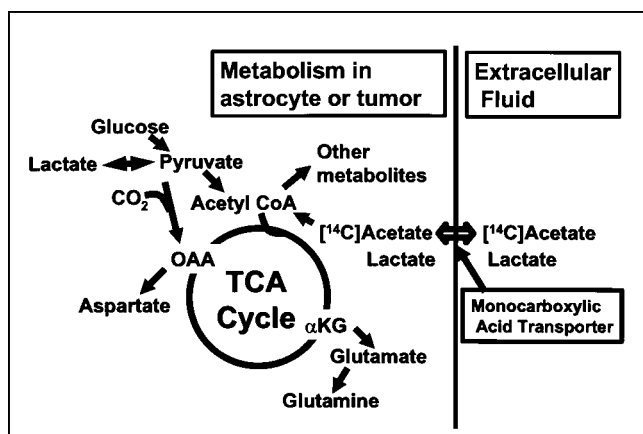 Metabolism in
astrocyte or tumor
Extracellular
Fluid
Glucose
Lactate
Pyruvate
Other
metabolites
CO2
Acetyl CoA
[14C]Acetate
Lactate
[14C]Acetate
Lactate
OAA
TCA
Cycle
Aspartate
αKG
Monocarboxylic
Acid Transporter
Glutamate
Glutamine